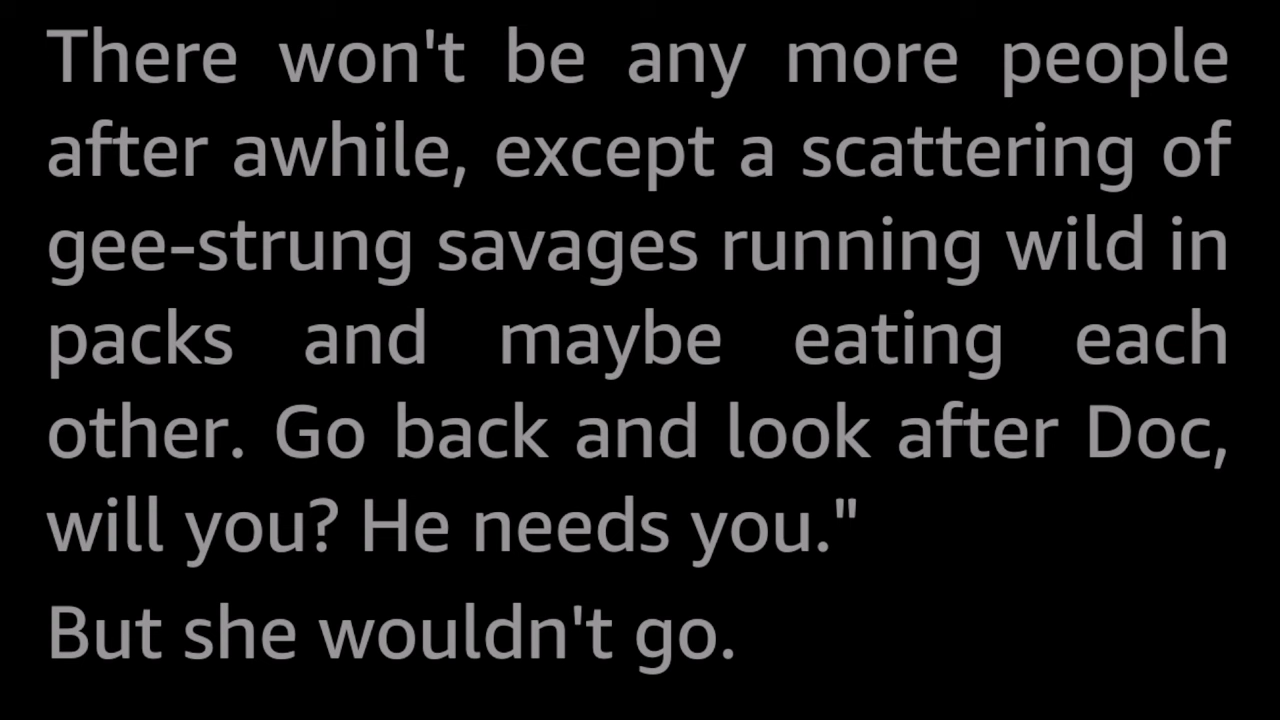 There won't be any more people
after awhile, except a scattering of
gee-strung savages running wild in
packs and maybe eating each
other. Go back and look after Doc,
will you? He needs you."
But she wouldn't go.